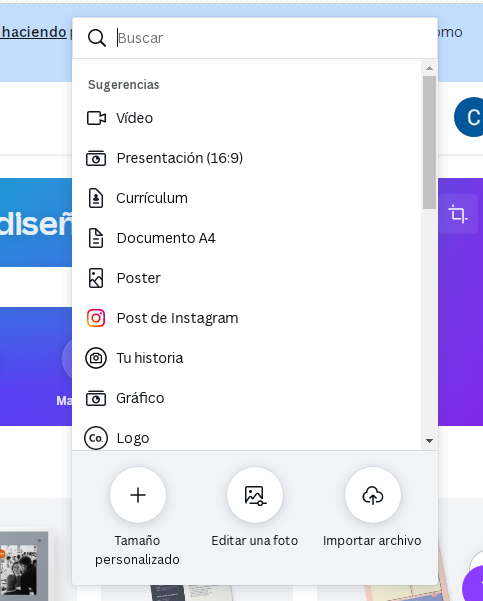 haciendo
Buscar
Sugerencias
Vídeo
Presentación (16:9)
Currículum
Documento A4
Poster
Post de Instagram
Tu historia
Gráfico
Co.
Logo
C
diseñ
Ma
Tamaño
personalizado
Editar una foto
Importar archivo